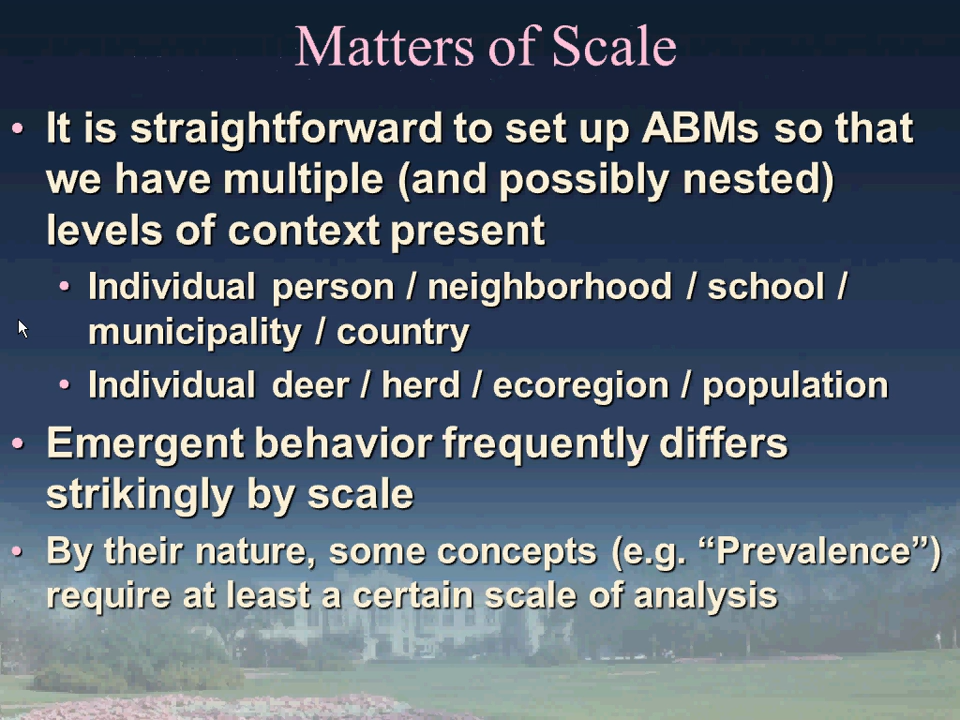 Matters of Scale
• It is straightforward to set up ABMs so that
we have multiple (and possibly nested)
levels of context present
• Individual person / neighborhood / school /
municipality / country
• Individual deer / herd / ecoregion / population
• Emergent behavior frequently differs
strikingly by scale
• By their nature, some concepts (e.g. “Prevalence”)
require at least a certain scale of analysis